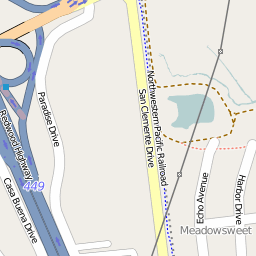 Northwestern Pacific Railroad
San Clemente Drive
Paradise Drive
Redwood Highway
449
Casa Buena Drive
Echo Avenue
Harbor Drive
Meadowsweet